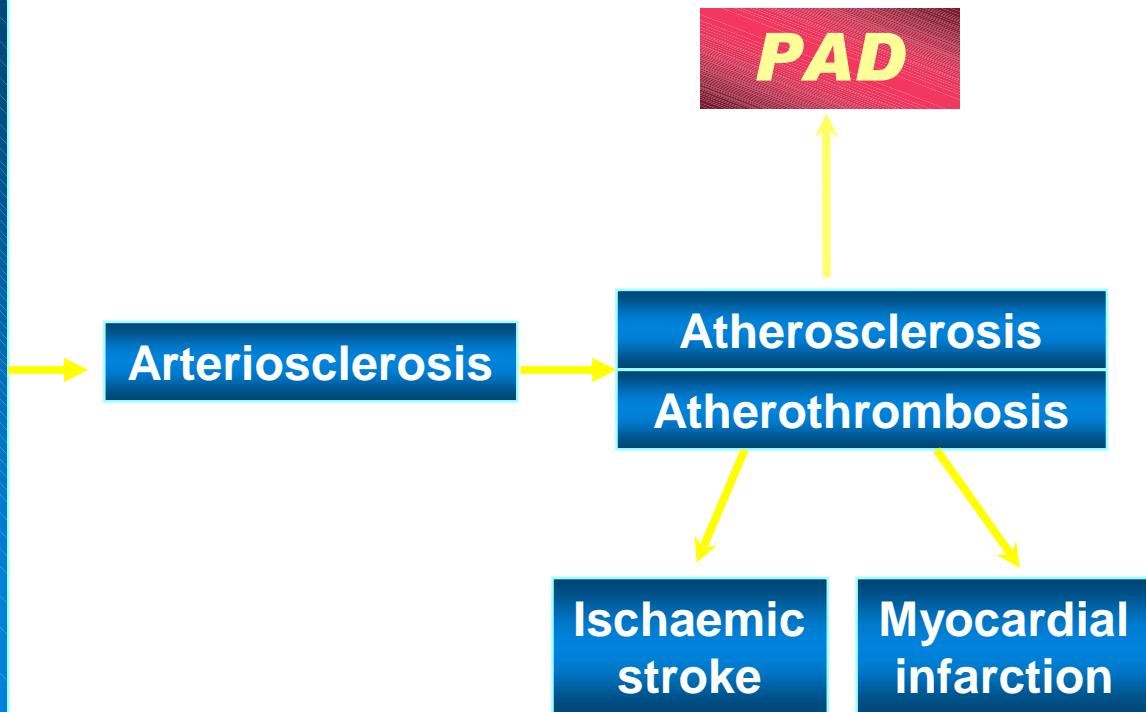 PAD
Arteriosclerosis
Atherosclerosis
Atherothrombosis
Ischaemic
stroke
Myocardial
infarction